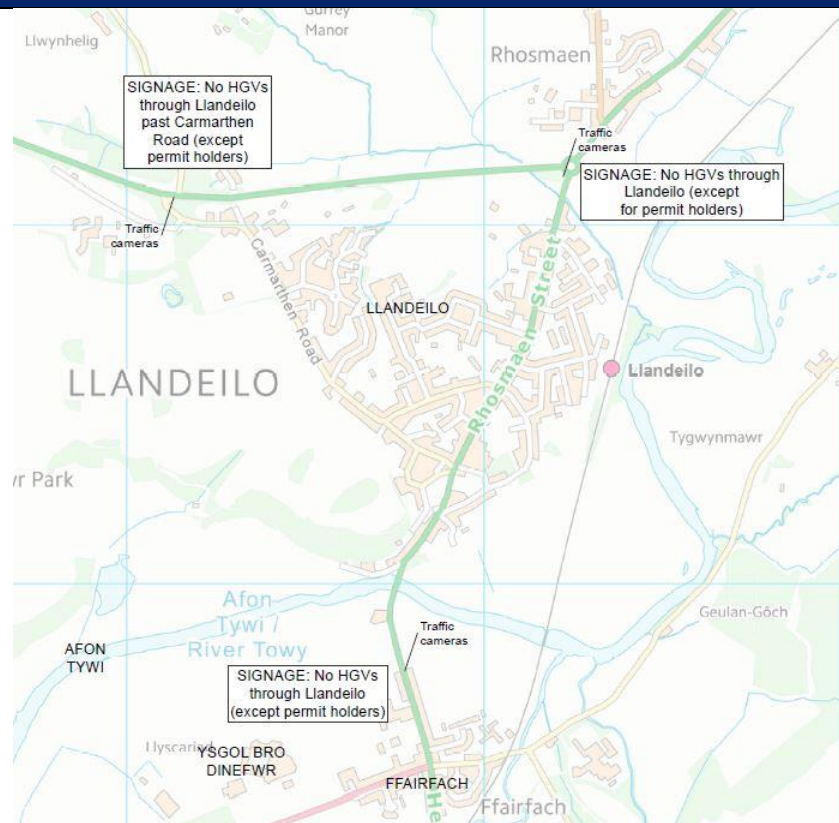 Gurrey
Manor
Llwynhelig
Rhosmaen
SIGNAGE: No HGVs
through Llandeilo
past Carmarthen
Road (except
permit holders)
Traffic
cameras
SIGNAGE: No HGVs through
Llandeilo (except
for permit holders)
Traffic
cameras
Carmarthen Road
LLANDEILO
Rhosmaen Street
LLANDEILO
Llandeilo
Tygwynmawr
yr Park
Afon
Tywi /
River Towy
Geulan-Gôch
Traffic
cameras
AFON
TYWI
SIGNAGE: No HGVs
through Llandeilo
(except permit holders)
YSGOL BRO
DINEFWR
FFAIRFACH
Ffairfach
He